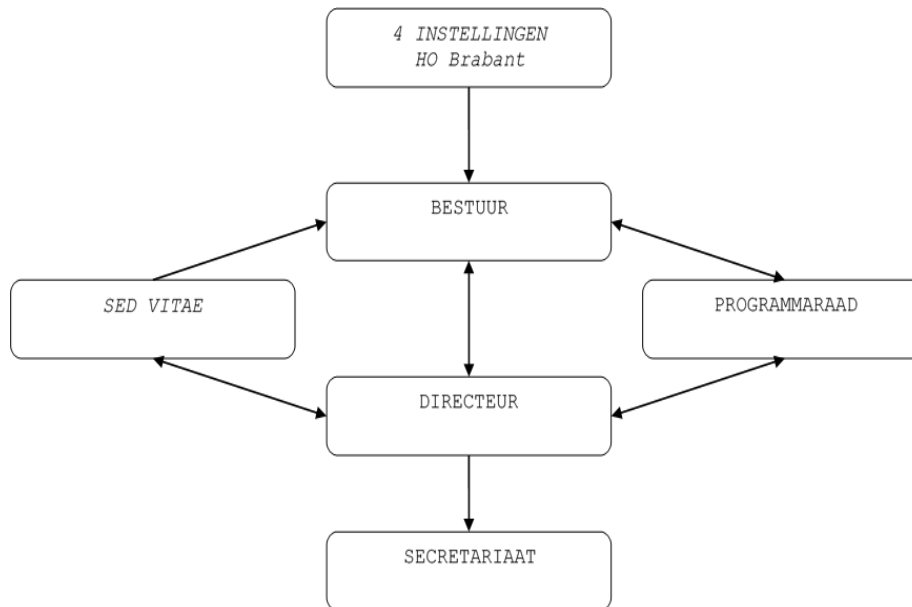 4 INSTELLINGEN
HO Brabant
BESTUUR
SED VITAE
PROGRAMMARAAD
DIRECTEUR
SECRETARIAAT